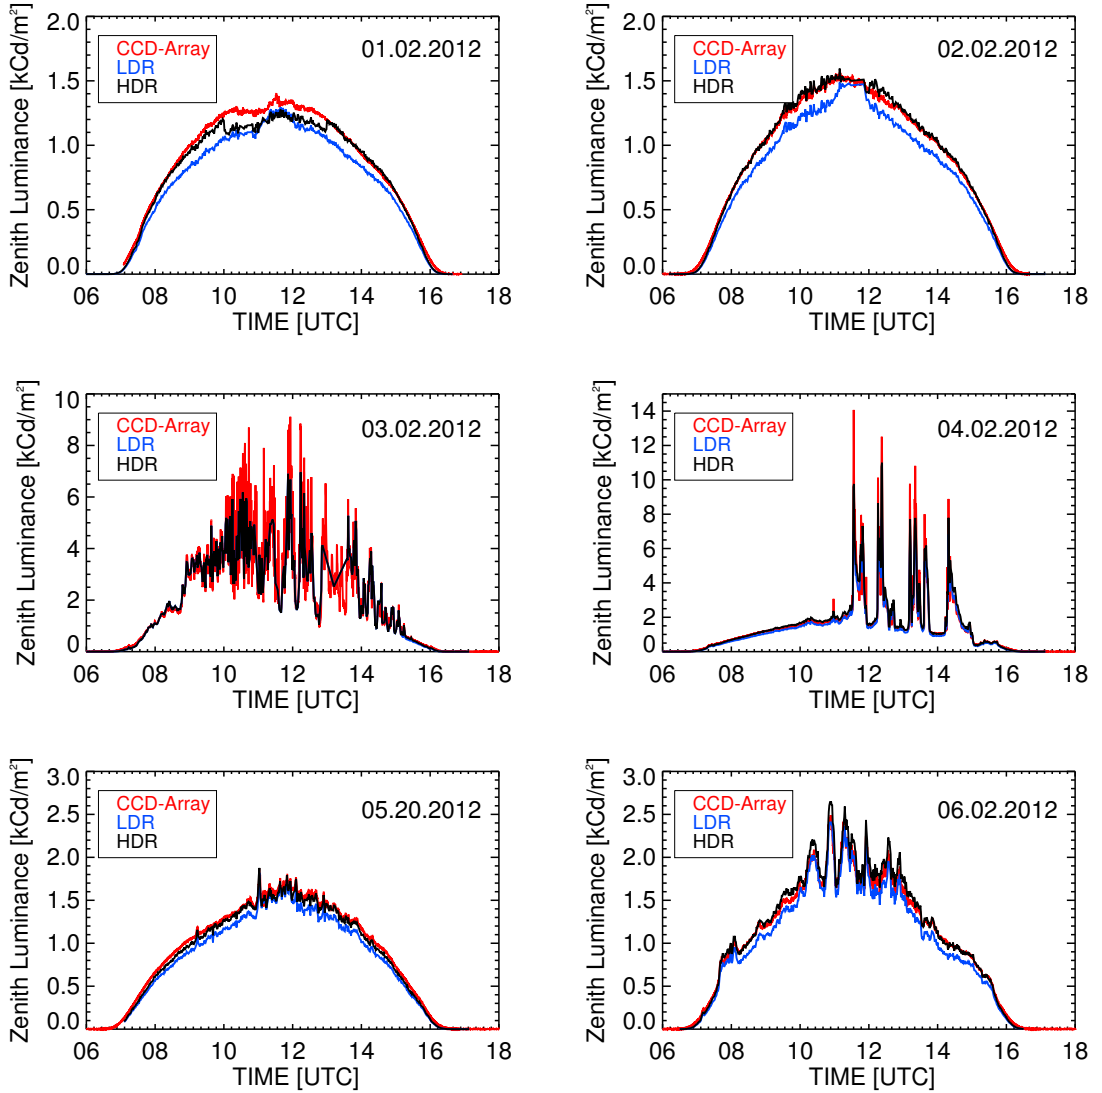 Zenith Luminance [kCd/m²]
2.0
1.5
1.0
0.5
0.0
CCD-Array
LDR
HDR
01.02.2012
06 08 10 12 14 16 18
TIME [UTC]
Zenith Luminance [kCd/m²]
2.0
1.5
1.0
0.5
0.0
CCD-Array
LDR
HDR
02.02.2012
06 08 10 12 14 16 18
TIME [UTC]
Zenith Luminance [kCd/m²]
10
8
6
4
2
0
CCD-Array
LDR
HDR
03.02.2012
06 08 10 12 14 16 18
TIME [UTC]
Zenith Luminance [kCd/m²]
14
12
10
8
6
4
2
0
CCD-Array
LDR
HDR
04.02.2012
06 08 10 12 14 16 18
TIME [UTC]
Zenith Luminance [kCd/m²]
3.0
2.5
2.0
1.5
1.0
0.5
0.0
CCD-Array
LDR
HDR
05.20.2012
06 08 10 12 14 16 18
TIME [UTC]
Zenith Luminance [kCd/m²]
3.0
2.5
2.0
1.5
1.0
0.5
0.0
CCD-Array
LDR
HDR
06.02.2012
06 08 10 12 14 16 18
TIME [UTC]